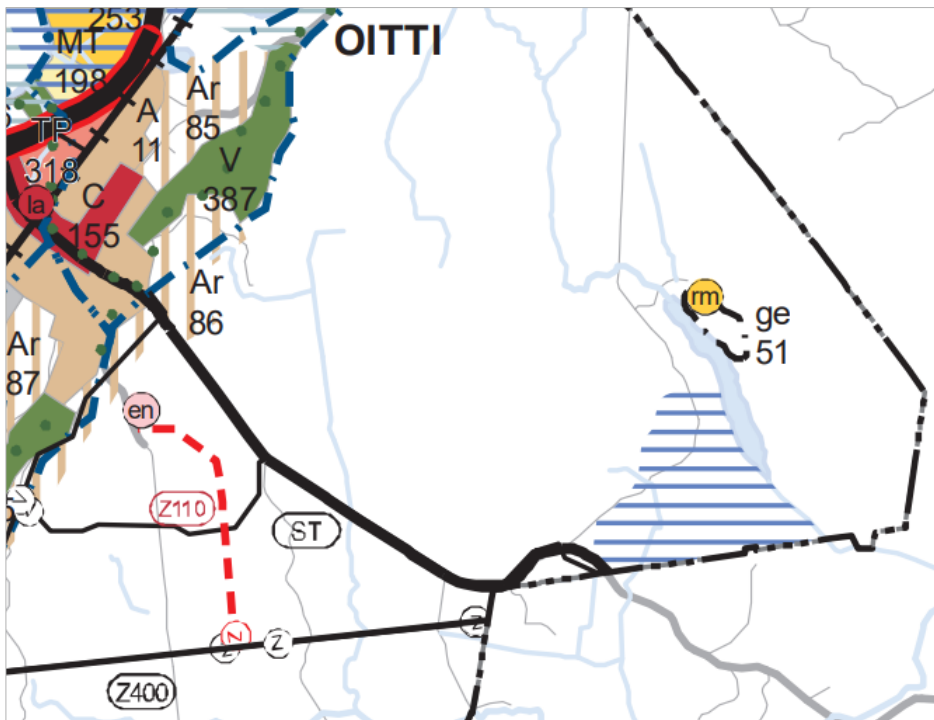 253
MT
198
OITTI
Ar
85
A
11
TP
318
V
387
la
C
155
Ar
86
rm
ge
51
Ar
87
en
Z110
ST
Z
Z
Z
Z
Z400